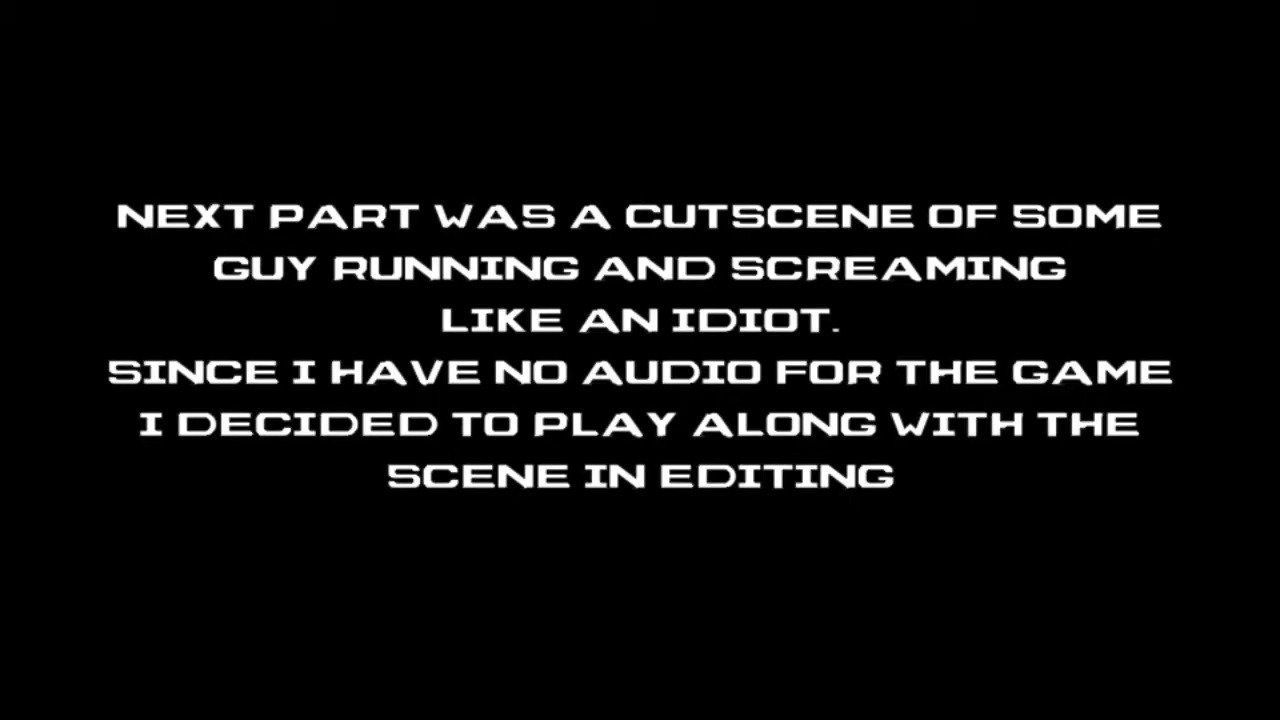 NEXT PART WAS A CUTSCENE OF SOME
GUY RUNNING AND SCREAMING
LIKE AN IDIOT.
SINCE I HAVE NO AUDIO FOR THE GAME
I DECIDED TO PLAY ALONG WITH THE
SCENE IN EDITING